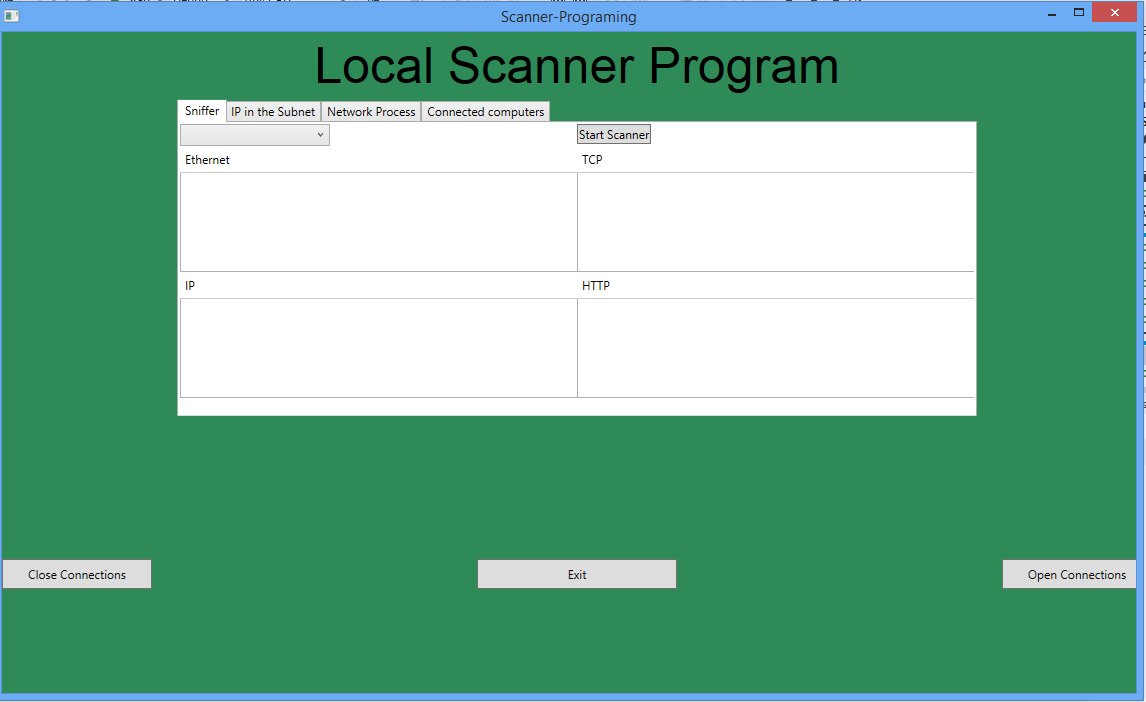 Scanner-Programing
Local Scanner Program
Sniffer IP in the Subnet Network Process Connected computers
Start Scanner
Ethernet TCP
IP HTTP
Close Connections Exit Open Connections